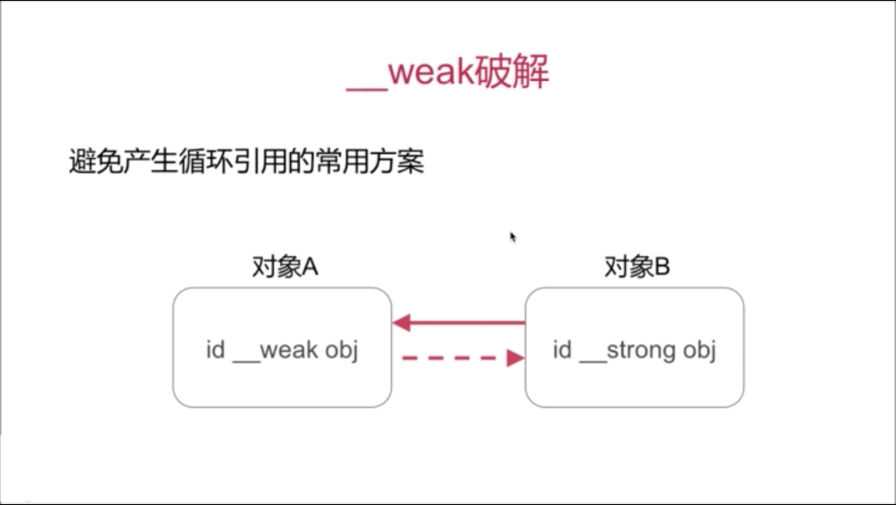 __weak破解
避免产生循环引用的常用方案
对象A
对象B
id __weak obj
id __strong obj